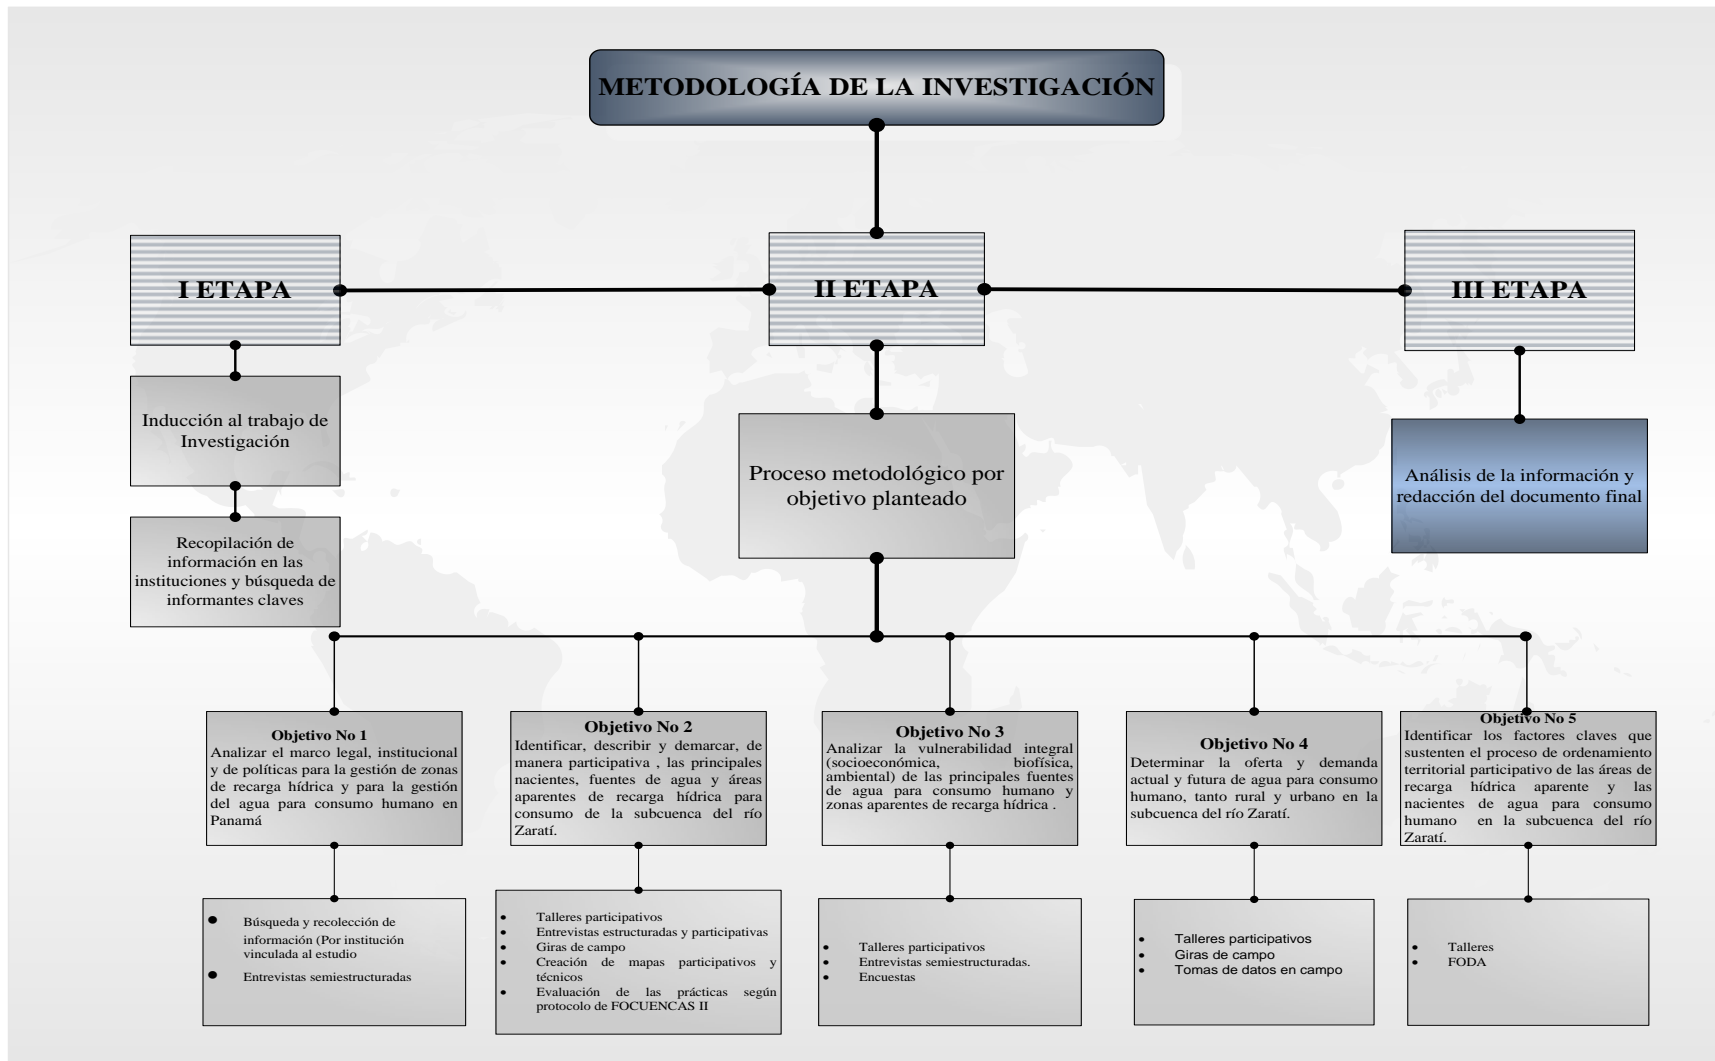 METODOLOGÍA DE LA INVESTIGACIÓN
I ETAPA
II ETAPA
III ETAPA
Inducción al trabajo de
Investigación
Recopilación de
información en las
instituciones y búsqueda de
informantes claves
Proceso metodológico por
objetivo planteado
Análisis de la información y
redacción del documento final
Objetivo No 1
Analizar el marco legal, institucional
y de políticas para la gestión de zonas
de recarga hídrica y para la gestión
del agua para consumo humano en
Panamá
Objetivo No 2
Identificar, describir y demarcar, de
manera participativa , las principales
nacientes, fuentes de agua y áreas
aparentes de recarga hídrica para
consumo de la subcuenca del río
Zaratí.
Objetivo No 3
Analizar la vulnerabilidad integral
(socioeconómica, biofísica,
ambiental) de las principales fuentes
de agua para consumo humano y
zonas aparentes de recarga hídrica .
Objetivo No 4
Determinar la oferta y demanda
actual y futura de agua para consumo
humano, tanto rural y urbano en la
subcuenca del río Zaratí.
Objetivo No 5
Identificar los factores claves que
sustenten el proceso de ordenamiento
territorial participativo de las áreas de
recarga hídrica aparente y las
nacientes de agua para consumo
humano en la subcuenca del río
Zaratí.
• Búsqueda y recolección de
información (Por institución
vinculada al estudio
• Entrevistas semiestructuradas
• Talleres participativos
• Entrevistas estructuradas y participativas
• Giras de campo
• Creación de mapas participativos y
técnicos
• Evaluación de las prácticas según
protocolo de FOCUENCAS II
• Talleres participativos
• Entrevistas semiestructuradas.
• Encuestas
• Talleres participativos
• Giras de campo
• Tomas de datos en campo
• Talleres
• FODA